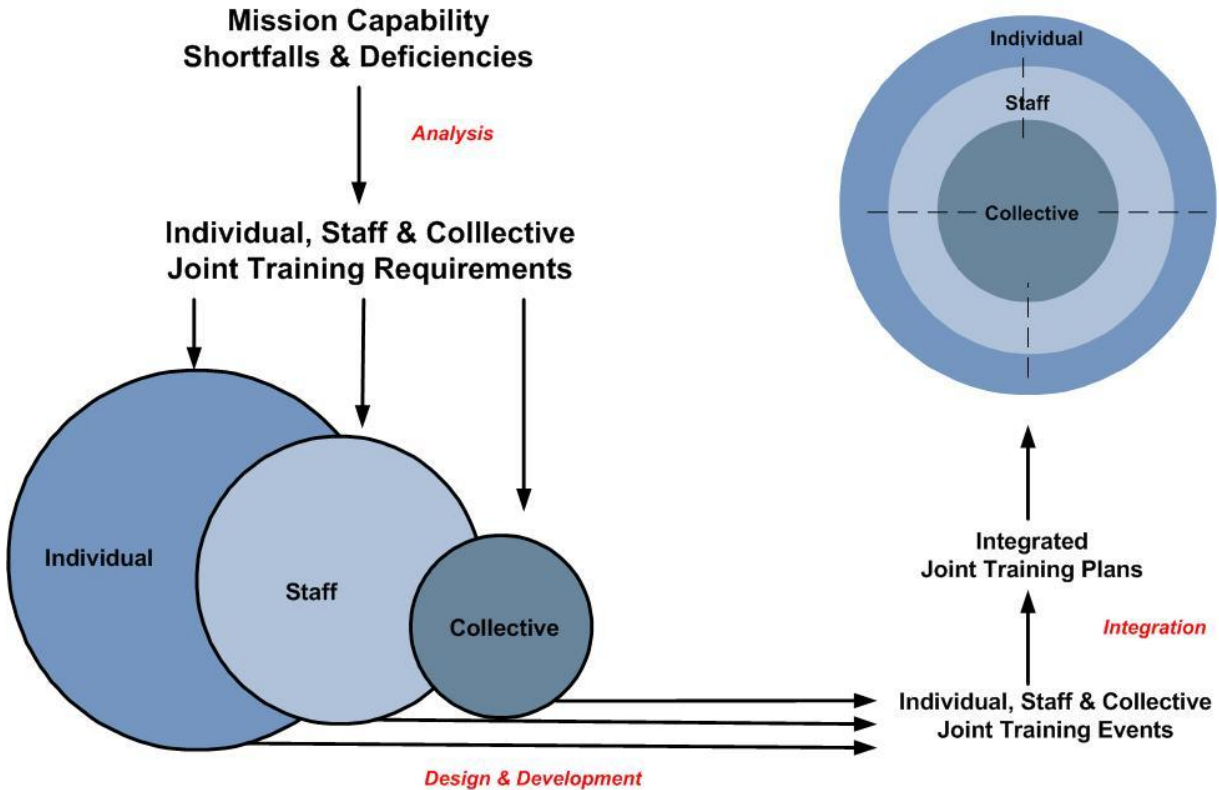 Mission Capability
Shortfalls & Deficiencies
Analysis
Individual, Staff & Colllective
Joint Training Requirements
Individual
Staff
Collective
Design & Development
Individual, Staff & Collective
Joint Training Events
Integration
Integrated
Joint Training Plans
Individual
Staff
Collective